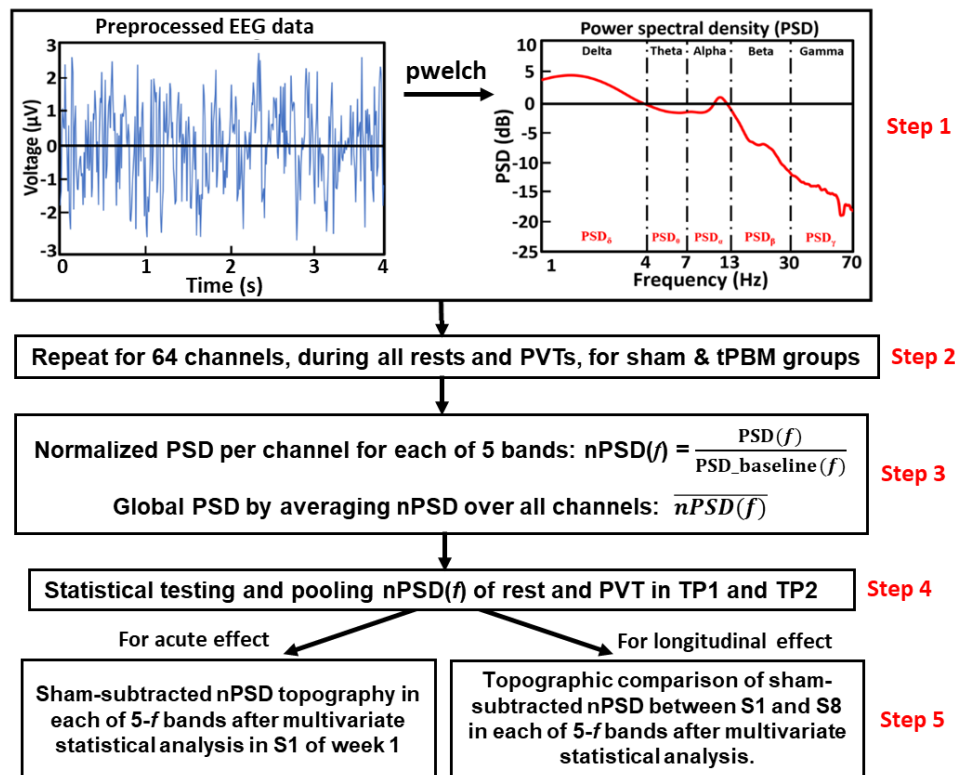 Preprocessed EEG data
3
2
1
0
-1
-2
-3
Voltage (µV)
0 1 2 3 4
Time (s)
pwelch
Power spectral density (PSD)
Delta Theta Alpha Beta Gamma
10
5
0
-5
-10
-15
-20
-25
PSD (dB)
PSDδ PSDθ PSDα PSDβ PSDγ
1 4 7 13 30 70
Frequency (Hz)
Step 1
Repeat for 64 channels, during all rests and PVTs, for sham & tPBM groups
Step 2
Normalized PSD per channel for each of 5 bands: nPSD(f) = PSD(f) / PSD_baseline(f)
Global PSD by averaging nPSD over all channels: \overline{nPSD(f)}
Step 3
Statistical testing and pooling nPSD(f) of rest and PVT in TP1 and TP2
Step 4
For acute effect
For longitudinal effect
Sham-subtracted nPSD topography in
each of 5-f bands after multivariate
statistical analysis in S1 of week 1
Topographic comparison of sham-
subtracted nPSD between S1 and S8
in each of 5-f bands after multivariate
statistical analysis.
Step 5